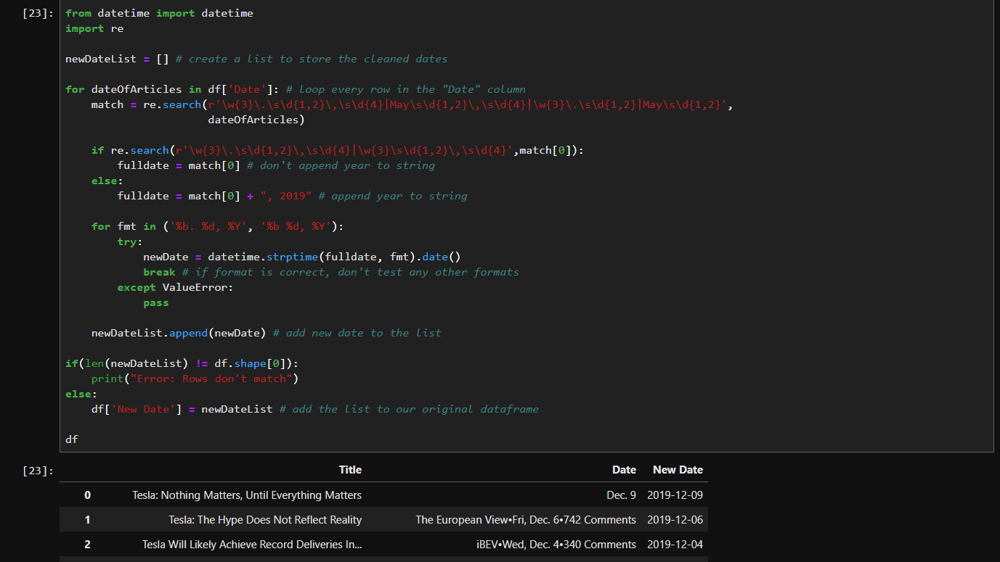 [23]: from datetime import datetime
import re
newDateList = [] # create a list to store the cleaned dates
for dateOfArticles in df['Date']: # loop every row in the "Date" column
    match = re.search(r'\w{3}\.\s\d{1,2}\,\s\d{4}|May\s\d{1,2}\,\s\d{4}|\w{3}\.\s\d{1,2}|May\s\d{1,2}',
                      dateOfArticles)
    if re.search(r'\w{3}\.\s\d{1,2}\,\s\d{4}|\w{3}\s\d{1,2}\,\s\d{4}',match[0]):
        fulldate = match[0] # don't append year to string
    else:
        fulldate = match[0] + ", 2019" # append year to string
    for fmt in ('%b. %d, %Y', '%b %d, %Y'):
        try:
            newDate = datetime.strptime(fulldate, fmt).date()
            break # if format is correct, don't test any other formats
        except ValueError:
            pass
    newDateList.append(newDate) # add new date to the list
if(len(newDateList) != df.shape[0]):
    print("Error: Rows don't match")
else:
    df['New Date'] = newDateList # add the list to our original dataframe
df
[23]: Title Date New Date
0 Tesla: Nothing Matters, Until Everything Matters Dec. 9 2019-12-09
1 Tesla: The Hype Does Not Reflect Reality The European View•Fri, Dec. 6•742 Comments 2019-12-06
2 Tesla Will Likely Achieve Record Deliveries In... iBEV•Wed, Dec. 4•340 Comments 2019-12-04